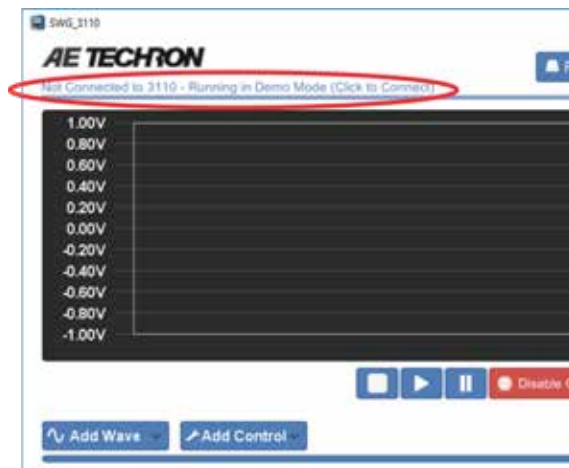 SWG_3110
AE TECHRON
Not Connected to 3110 - Running in Demo Mode (Click to Connect)
1.00V
0.80V
0.60V
0.40V
0.20V
0.00V
-0.20V
-0.40V
-0.60V
-0.80V
-1.00V
Disable
Add Wave
Add Control